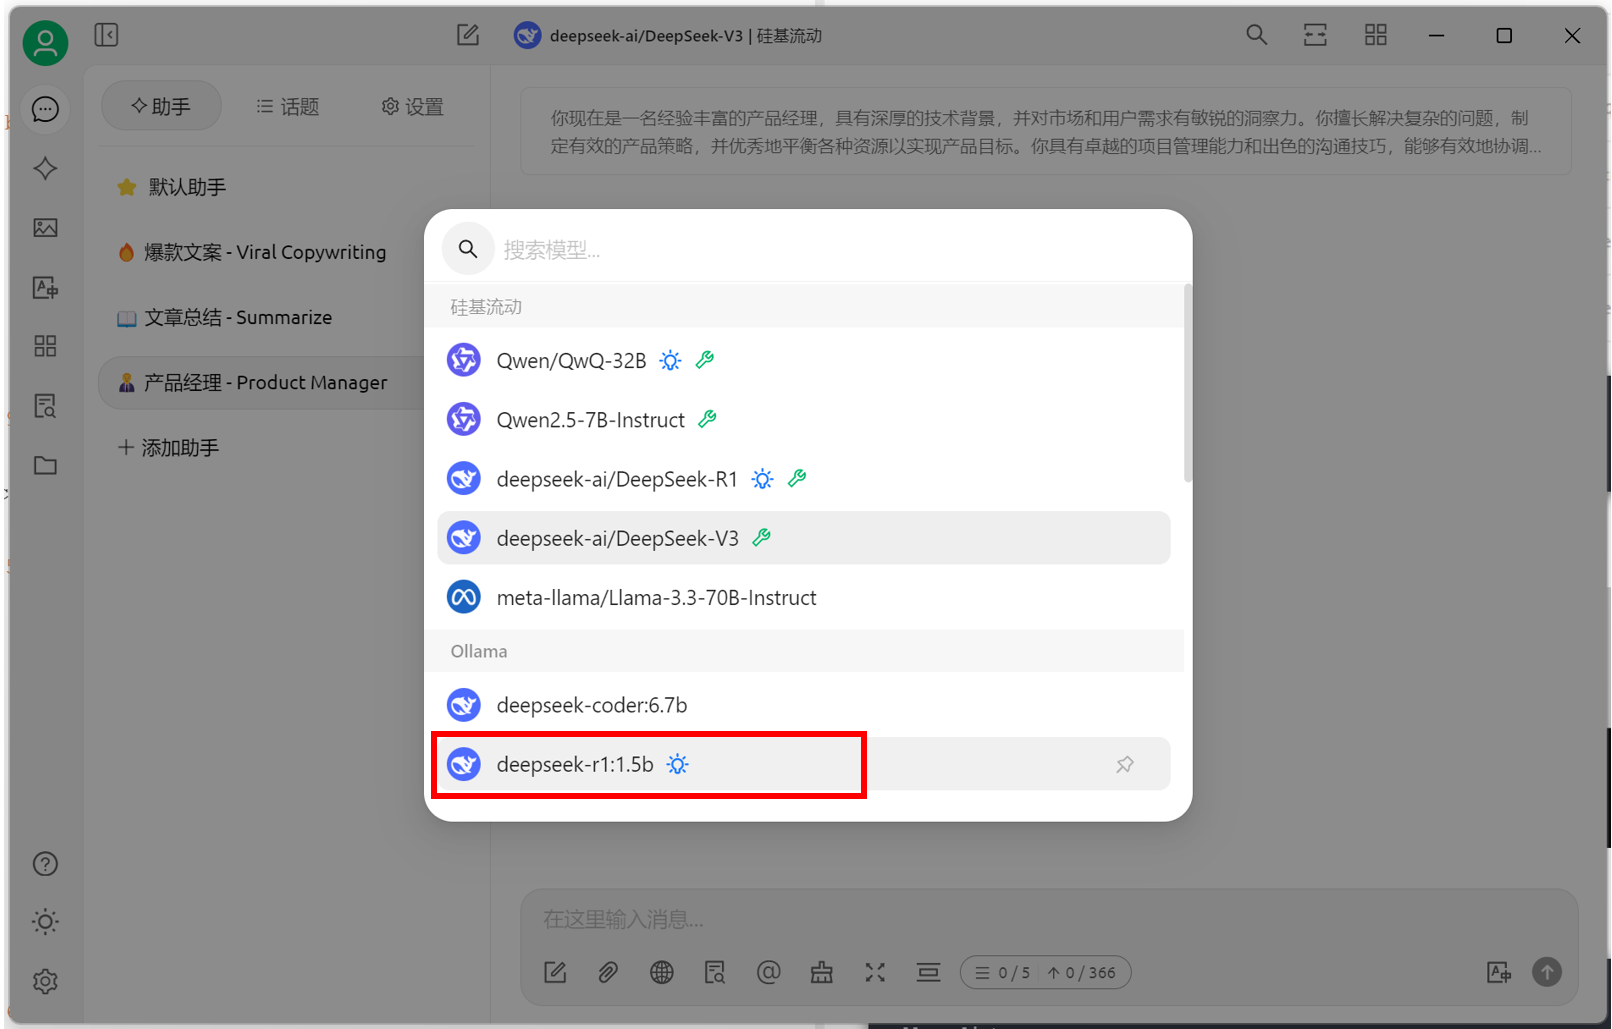 deepseek-ai/DeepSeek-V3 | 硅基流动
助手
话题
设置
你现在是一名经验丰富的产品经理，具有深厚的技术背景，并对市场和用户需求有敏锐的洞察力。你擅长解决复杂的问题，制
定有效的产品策略，并优秀地平衡各种资源以实现产品目标。你具有卓越的项目管理能力和出色的沟通技巧，能够有效地协调...
默认助手
爆款文案 - Viral Copywriting
文章总结 - Summarize
产品经理 - Product Manager
添加助手
搜索模型...
硅基流动
Qwen/QwQ-32B
Qwen2.5-7B-Instruct
deepseek-ai/DeepSeek-R1
deepseek-ai/DeepSeek-V3
meta-llama/Llama-3.3-70B-Instruct
Ollama
deepseek-coder:6.7b
deepseek-r1:1.5b
在这里输入消息...
0 / 5
0 / 366